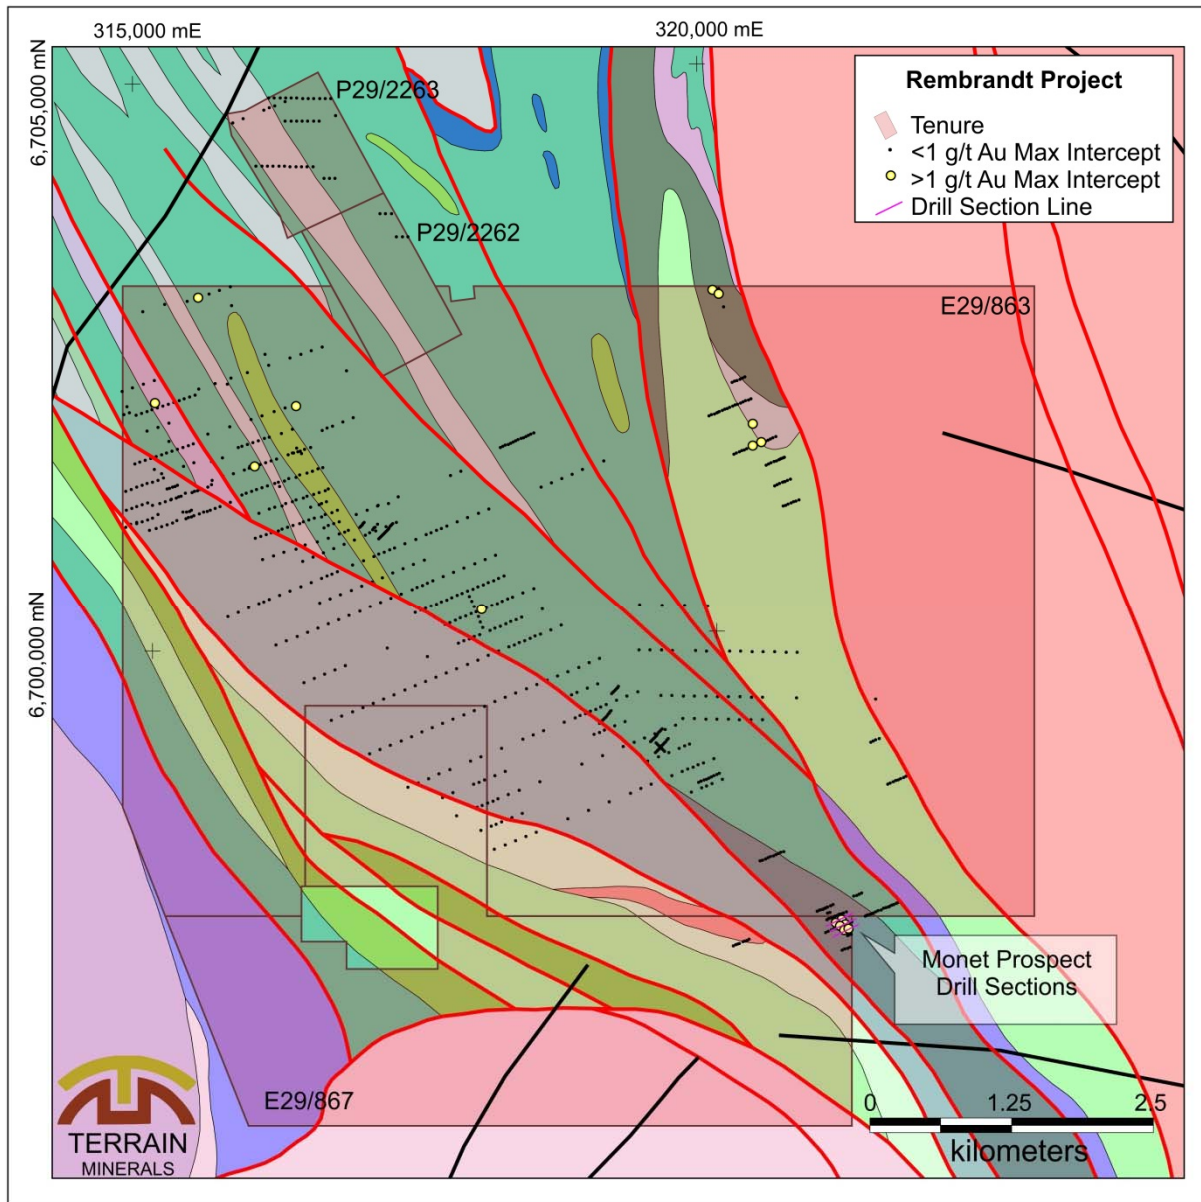 315,000 mE
320,000 mE
6,705,000 mN
6,700,000 mN
Rembrandt Project
Tenure
<1 g/t Au Max Intercept
>1 g/t Au Max Intercept
Drill Section Line
P29/2263
P29/2262
E29/863
Monet Prospect
Drill Sections
E29/867
TERRAIN
MINERALS
0
1.25
2.5
kilometers